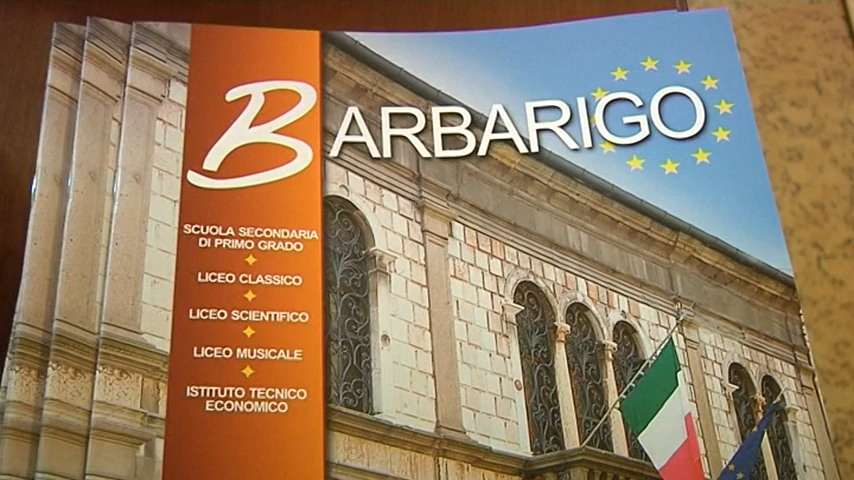 BARBARIGO
SCUOLA SECONDARIA
DI PRIMO GRADO
LICEO CLASSICO
LICEO SCIENTIFICO
LICEO MUSICALE
ISTITUTO TECNICO
ECONOMICO